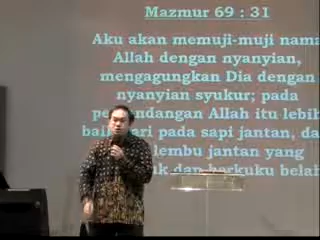 Mazmur 69 : 31
Aku akan memuji-muji nama
Allah dengan nyanyian,
mengagungkan Dia dengan
nyanyian syukur; pada
Allah itu lebih
dari pada sapi jantan,
lembu jantan yang
dan berkuku belah